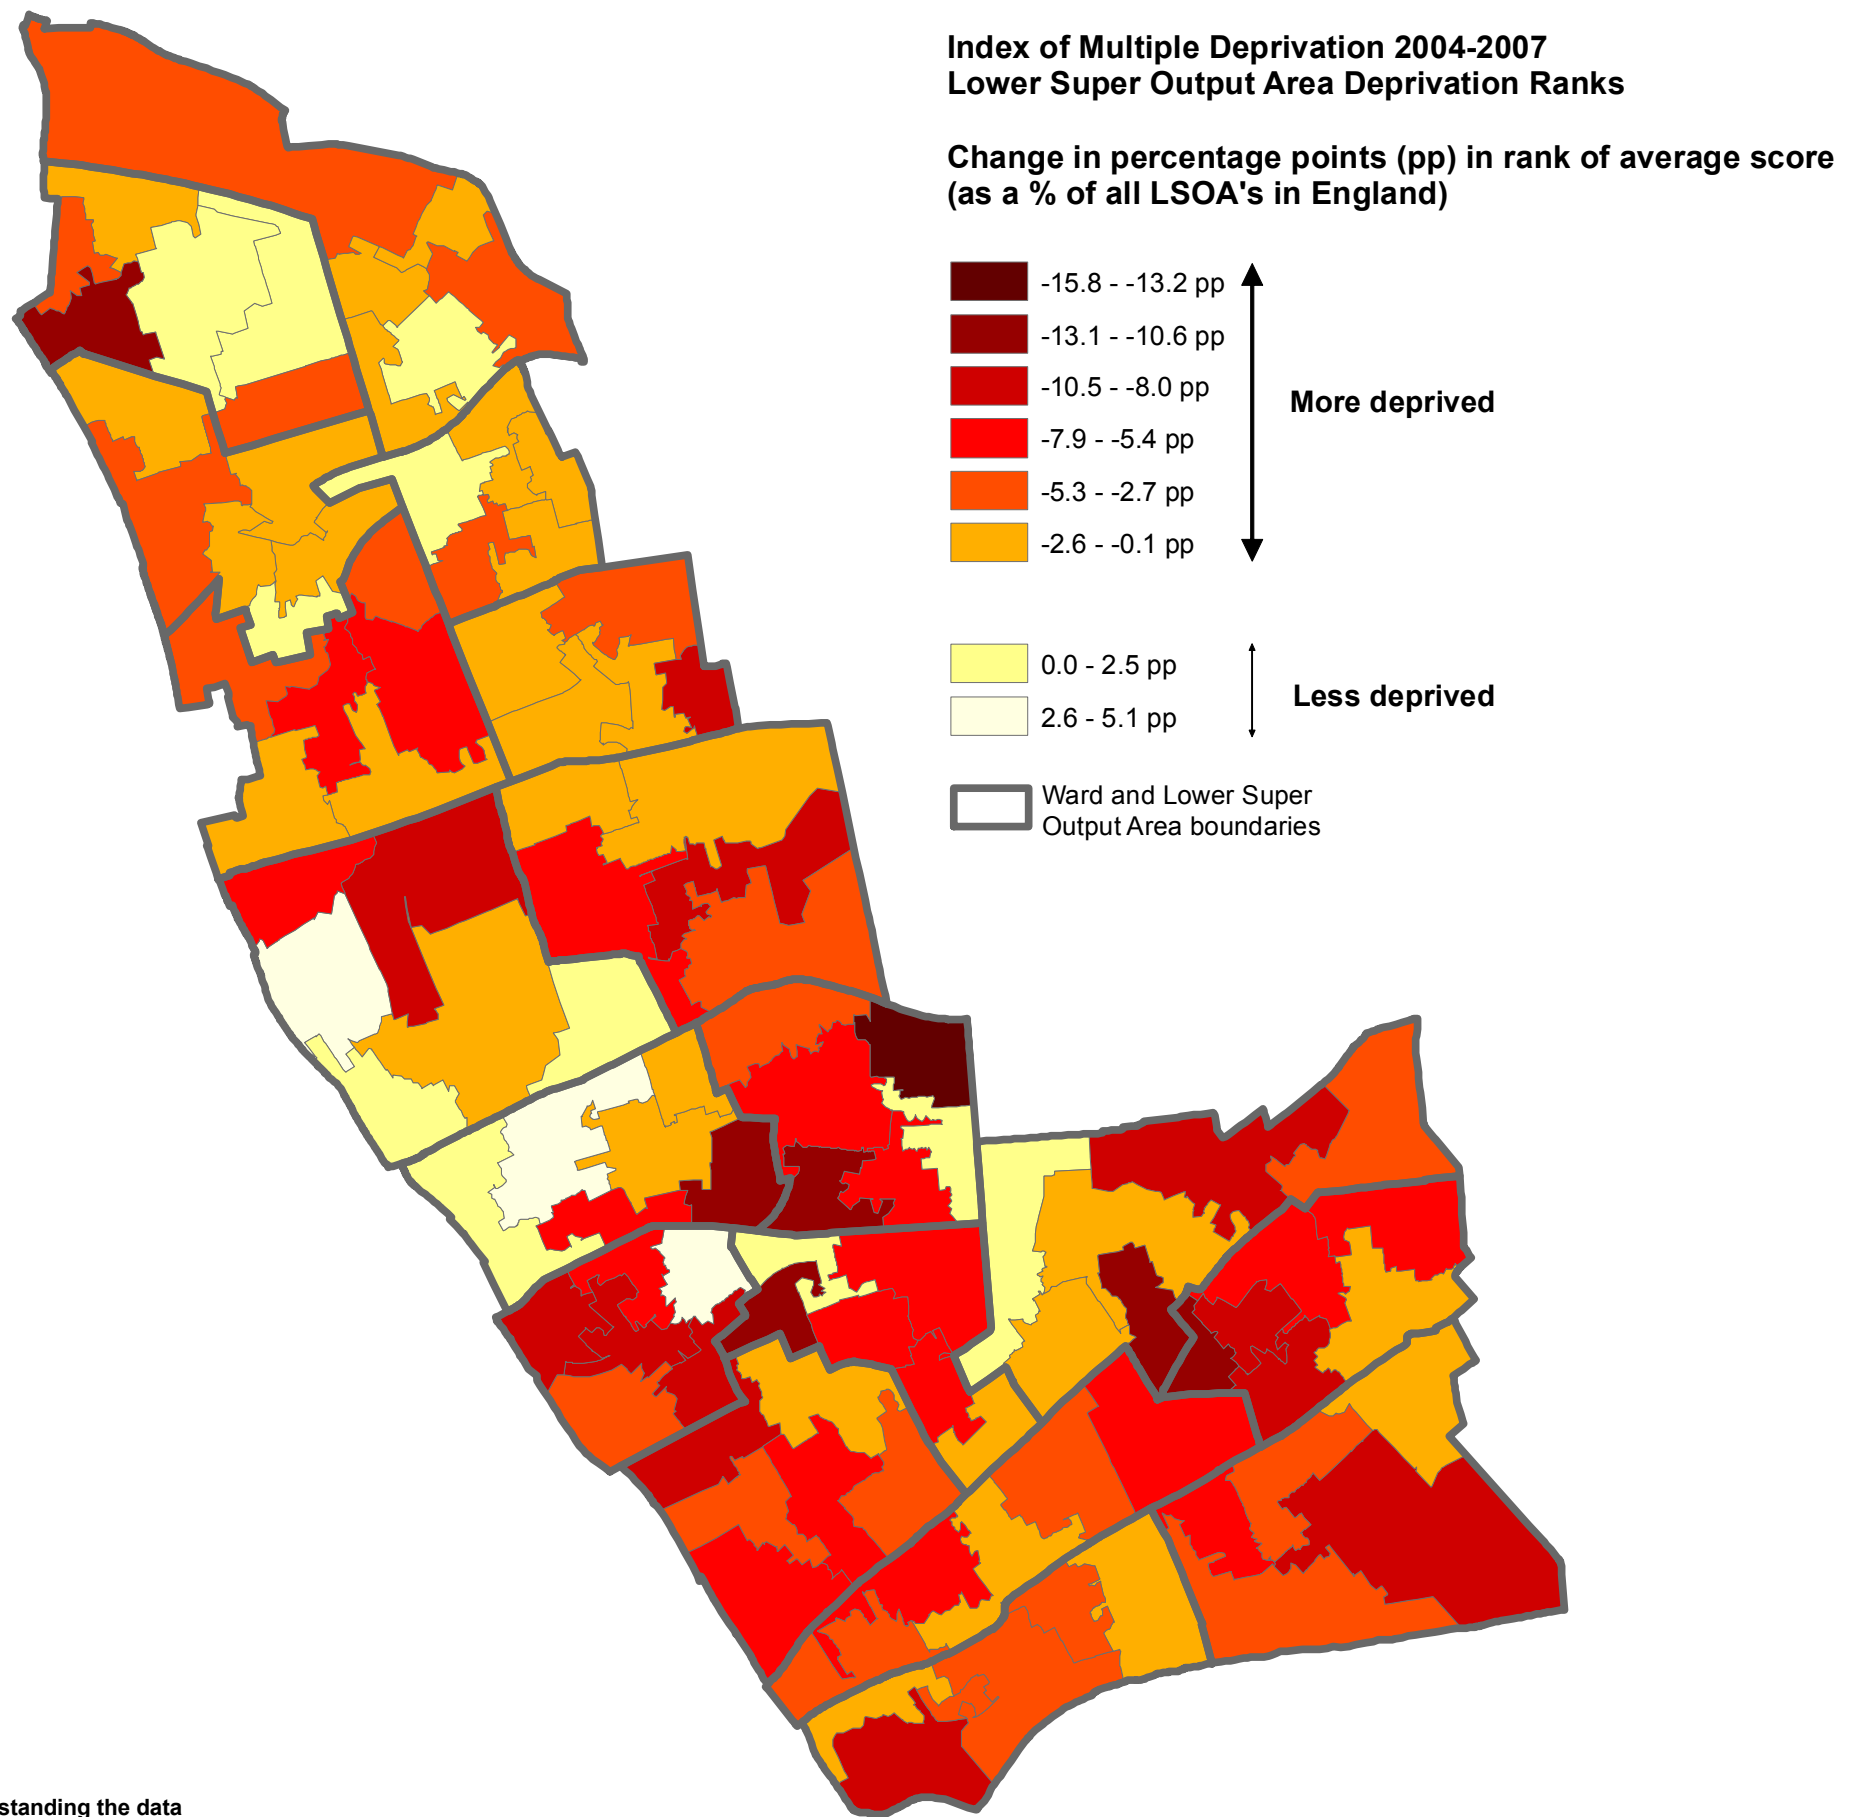 Index of Multiple Deprivation 2004-2007
Lower Super Output Area Deprivation Ranks
Change in percentage points (pp) in rank of average score
(as a % of all LSOA's in England)
-15.8 - -13.2 pp
-13.1 - -10.6 pp
-10.5 - -8.0 pp
-7.9 - -5.4 pp
-5.3 - -2.7 pp
-2.6 - -0.1 pp
More deprived
0.0 - 2.5 pp
2.6 - 5.1 pp
Less deprived
Ward and Lower Super
Output Area boundaries
standing the data